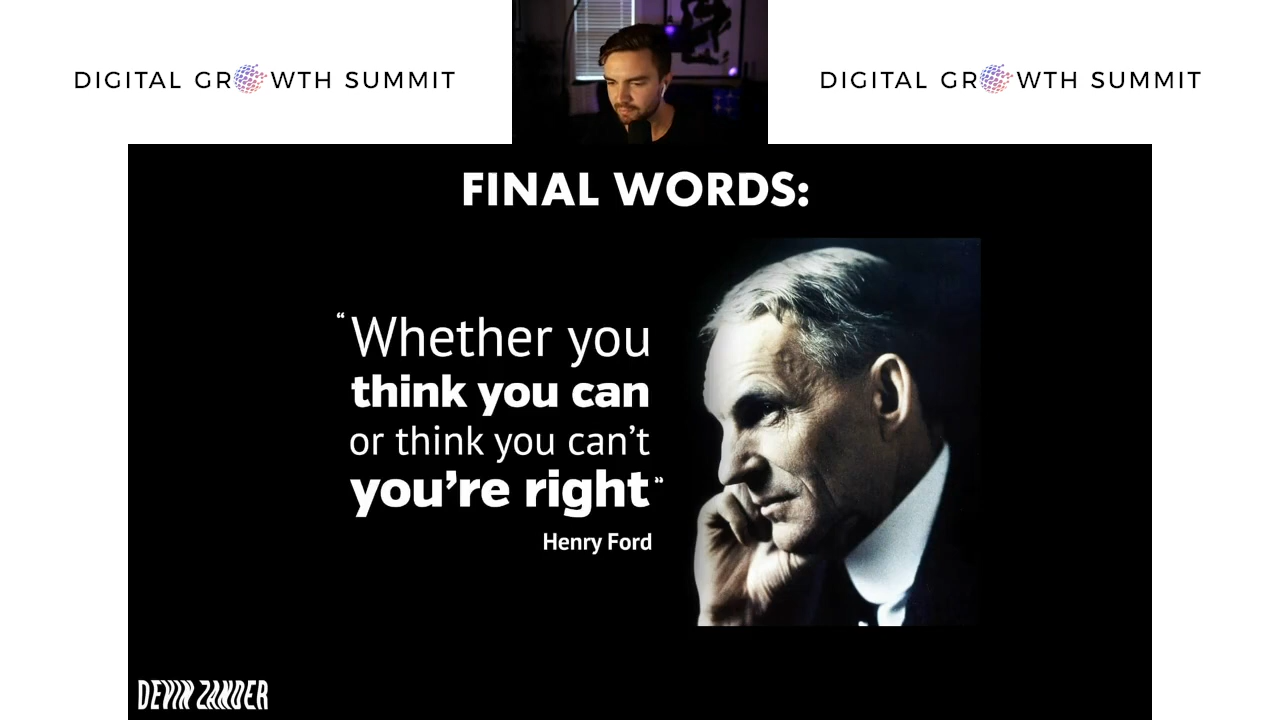 DIGITAL GROWTH SUMMIT
DIGITAL GROWTH SUMMIT
FINAL WORDS:
“Whether you
think you can
or think you can’t
you’re right”
Henry Ford
DEVIN ZANDER